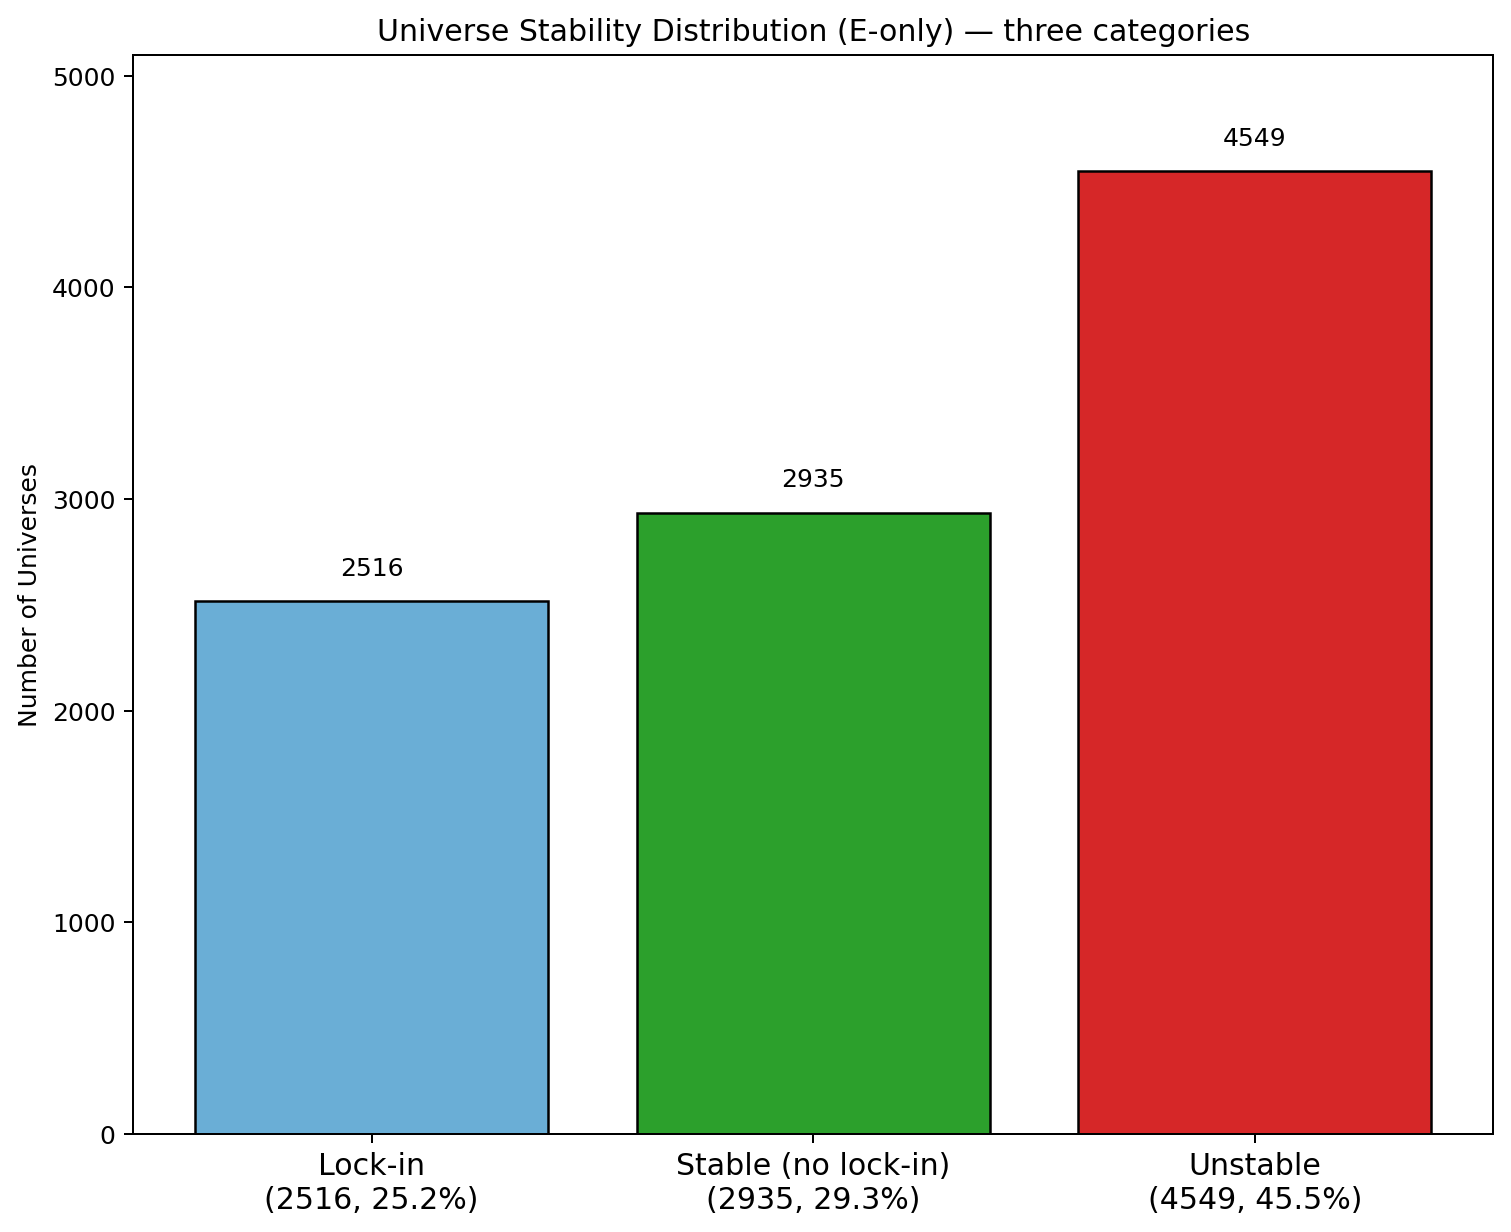 Universe Stability Distribution (E-only) — three categories
Number of Universes
5000
4000
3000
2000
1000
0
2516
2935
4549
Lock-in
(2516, 25.2%)
Stable (no lock-in)
(2935, 29.3%)
Unstable
(4549, 45.5%)